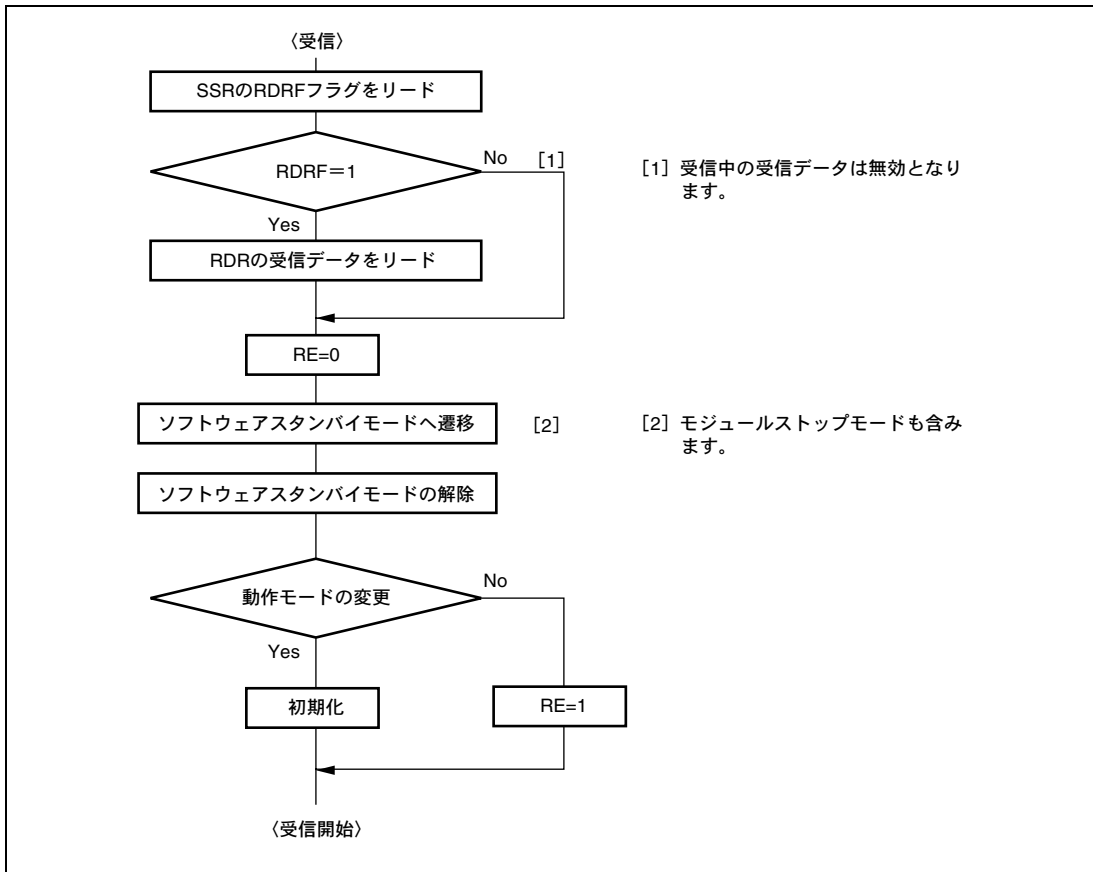 〈受信〉
SSRのRDRFフラグをリード
RDRF＝1
No
［1］
［1］受信中の受信データは無効となり
ます。
Yes
RDRの受信データをリード
RE=0
ソフトウェアスタンバイモードへ遷移
［2］
［2］モジュールストップモードも含み
ます。
ソフトウェアスタンバイモードの解除
動作モードの変更
No
Yes
初期化
RE=1
〈受信開始〉